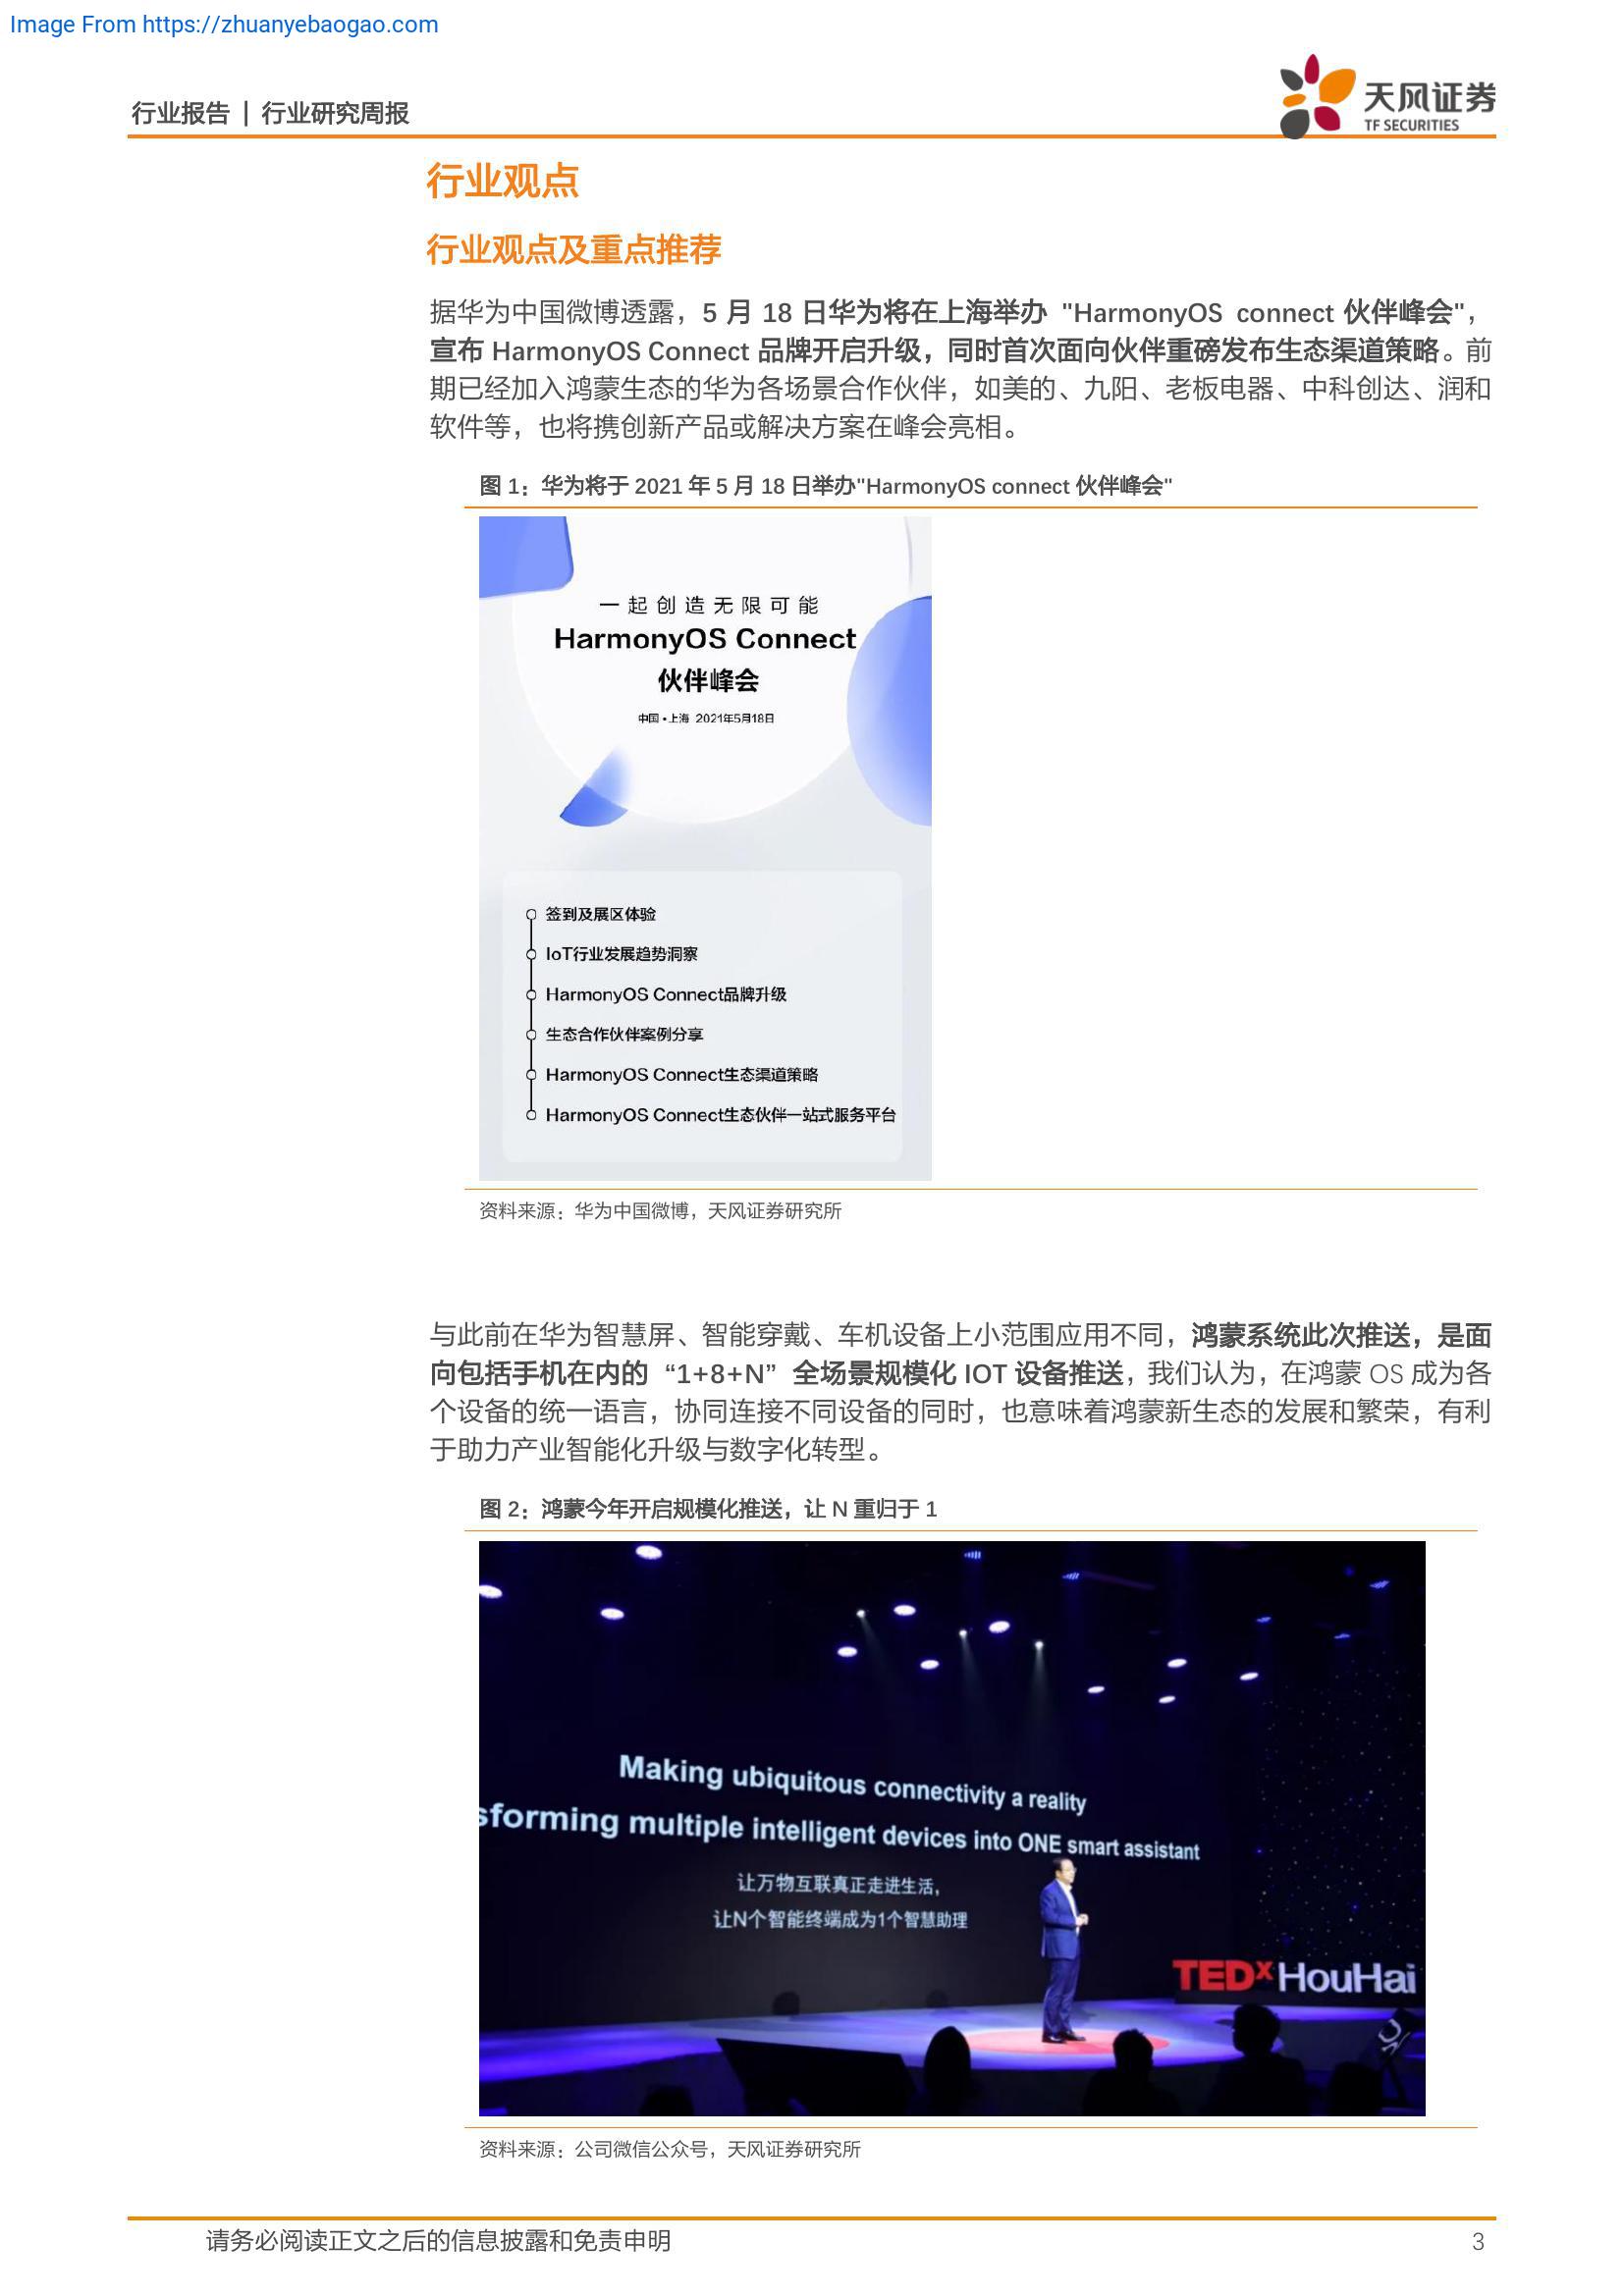 Image From https://zhuanyebaogao.com
行业报告 | 行业研究周报
天风证券
TF SECURITIES
行业观点
行业观点及重点推荐
据华为中国微博透露，5 月 18 日华为将在上海举办 "HarmonyOS connect 伙伴峰会"，
宣布 HarmonyOS Connect 品牌开启升级，同时首次面向伙伴重磅发布生态渠道策略。前
期已经加入鸿蒙生态的华为各场景合作伙伴，如美的、九阳、老板电器、中科创达、润和
软件等，也将携创新产品或解决方案在峰会亮相。
图 1：华为将于 2021 年 5 月 18 日举办"HarmonyOS connect 伙伴峰会"
一起创造无限可能
HarmonyOS Connect
伙伴峰会
中国•上海 2021年5月18日
签到及展区体验
IoT行业发展趋势洞察
HarmonyOS Connect品牌升级
生态合作伙伴案例分享
HarmonyOS Connect生态渠道策略
HarmonyOS Connect生态伙伴一站式服务平台
资料来源：华为中国微博，天风证券研究所
与此前在华为智慧屏、智能穿戴、车机设备上小范围应用不同，鸿蒙系统此次推送，是面
向包括手机在内的 “1+8+N” 全场景规模化 IOT 设备推送，我们认为，在鸿蒙 OS 成为各
个设备的统一语言，协同连接不同设备的同时，也意味着鸿蒙新生态的发展和繁荣，有利
于助力产业智能化升级与数字化转型。
图 2：鸿蒙今年开启规模化推送，让 N 重归于 1
Making ubiquitous connectivity a reality
sforming multiple intelligent devices into ONE smart assistant
让万物互联真正走进生活，
让N个智能终端成为1个智慧助理
TEDx HouHai
资料来源：公司微信公众号，天风证券研究所
请务必阅读正文之后的信息披露和免责申明
3